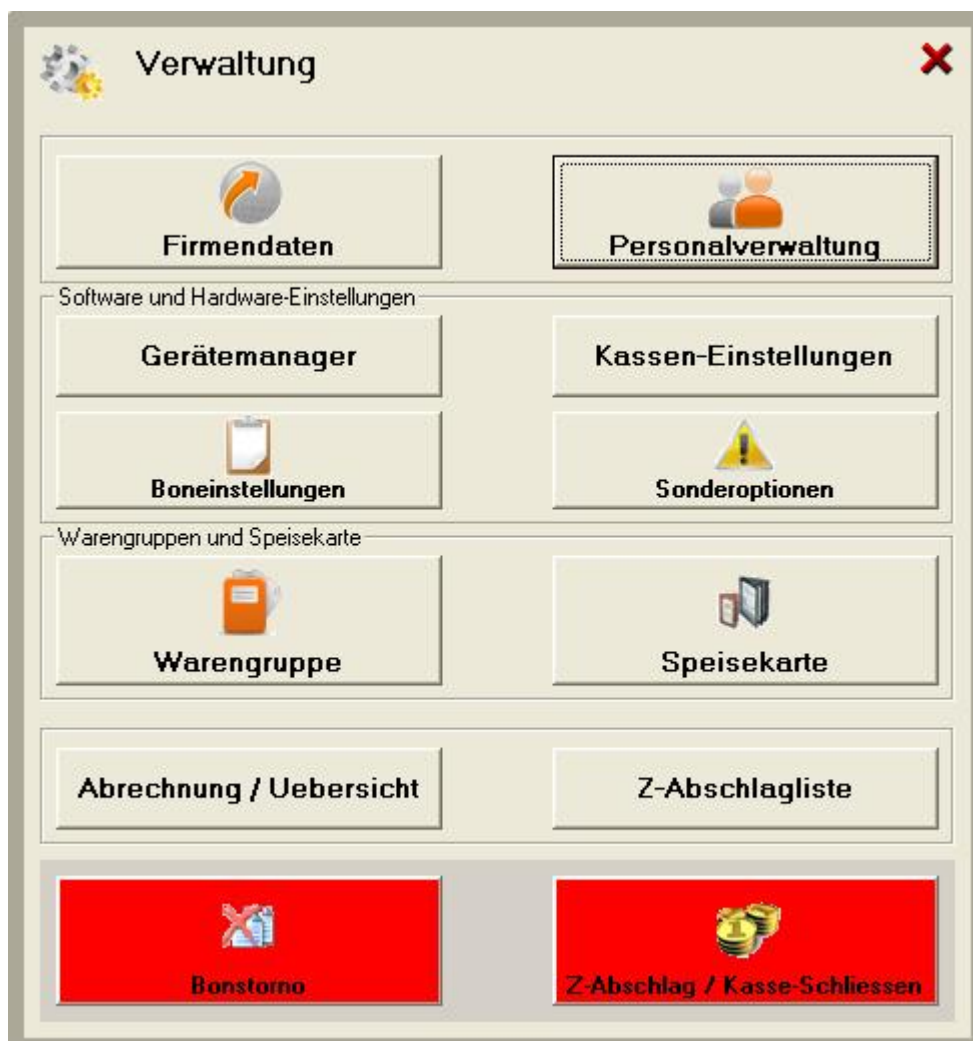 Verwaltung
Firmendaten
Personalverwaltung
Software und Hardware-Einstellungen
Gerätemanager
Kassen-Einstellungen
Boneinstellungen
Sonderoptionen
Warengruppen und Speisekarte
Warengruppe
Speisekarte
Abrechnung / Uebersicht
Z-Abschlagliste
Bonstorno
Z-Abschlag / Kasse-Schliessen